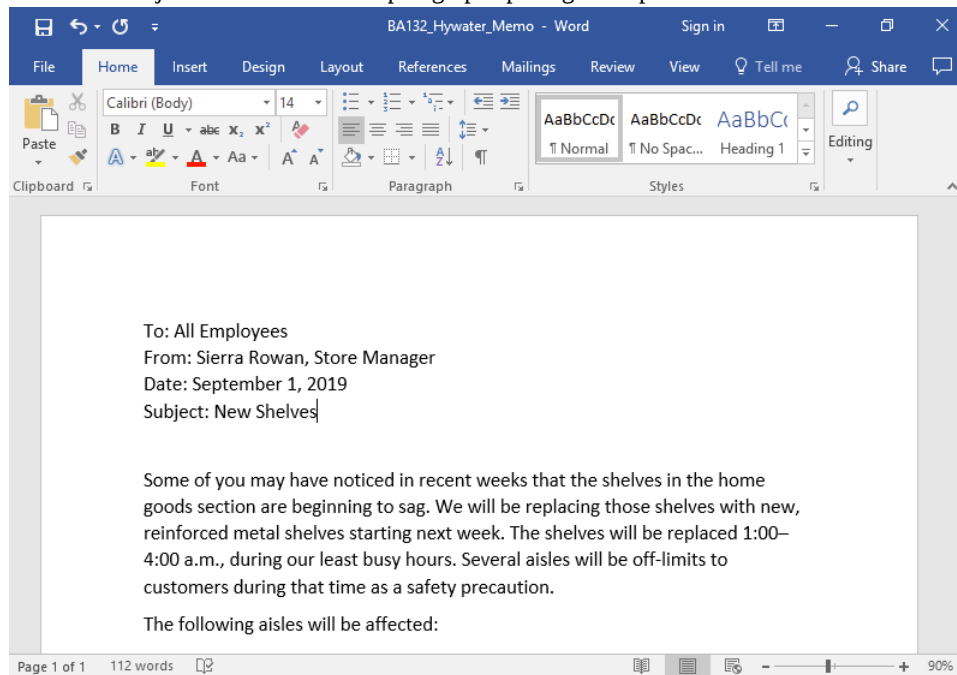 BA132_Hywater_Memo - Word Sign in
File Home Insert Design Layout References Mailings Review View Tell me Share
Calibri (Body) 14
AaBbCcDc AaBbCcDc AaBbCc
B I U abc X₂ X²
Paste
¶ Normal ¶ No Spac... Heading 1
Editing
A aby A Aa A A
Clipboard Font Paragraph Styles
To: All Employees
From: Sierra Rowan, Store Manager
Date: September 1, 2019
Subject: New Shelves
Some of you may have noticed in recent weeks that the shelves in the home
goods section are beginning to sag. We will be replacing those shelves with new,
reinforced metal shelves starting next week. The shelves will be replaced 1:00–
4:00 a.m., during our least busy hours. Several aisles will be off-limits to
customers during that time as a safety precaution.
The following aisles will be affected:
Page 1 of 1 112 words 90%